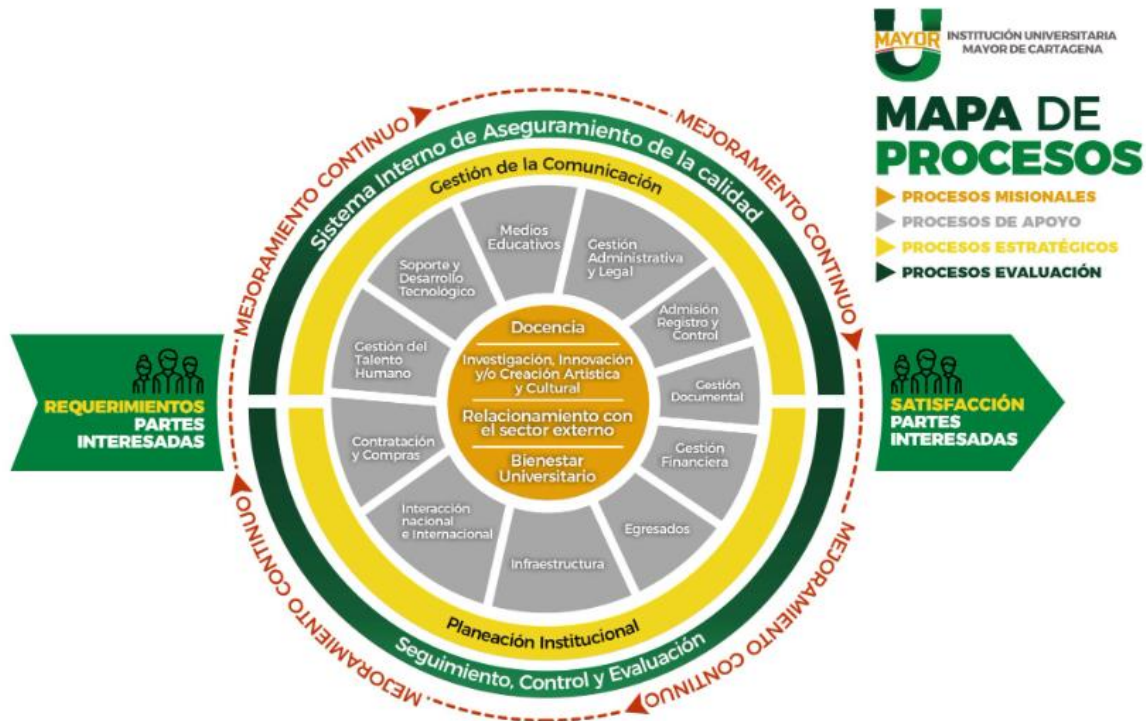 MAYOR
INSTITUCIÓN UNIVERSITARIA
MAYOR DE CARTAGENA
MAPA DE
PROCESOS
PROCESOS MISIONALES
PROCESOS DE APOYO
PROCESOS ESTRATÉGICOS
PROCESOS EVALUACIÓN
MEJORAMIENTO CONTINUO
MEJORAMIENTO CONTINUO
Sistema Interno de Aseguramiento de la calidad
Gestión de la Comunicación
Medios
Educativos
Gestión
Administrativa
y Legal
Soporte y
Desarrollo
Tecnológico
Admisión
Registro y
Control
Gestión del
Talento
Humano
Gestión
Documental
Docencia
Investigación, Innovación
y/o Creación Artística
y Cultural
Relacionamiento con
el sector externo
Bienestar
Universitario
REQUERIMIENTOS
PARTES
INTERESADAS
SATISFACCIÓN
PARTES
INTERESADAS
Contratación
y Compras
Gestión
Financiera
Interacción
nacional
e Internacional
Egresados
Infraestructura
Planeación Institucional
Seguimiento, Control y Evaluación
MEJORAMIENTO CONTINUO
MEJORAMIENTO CONTINUO